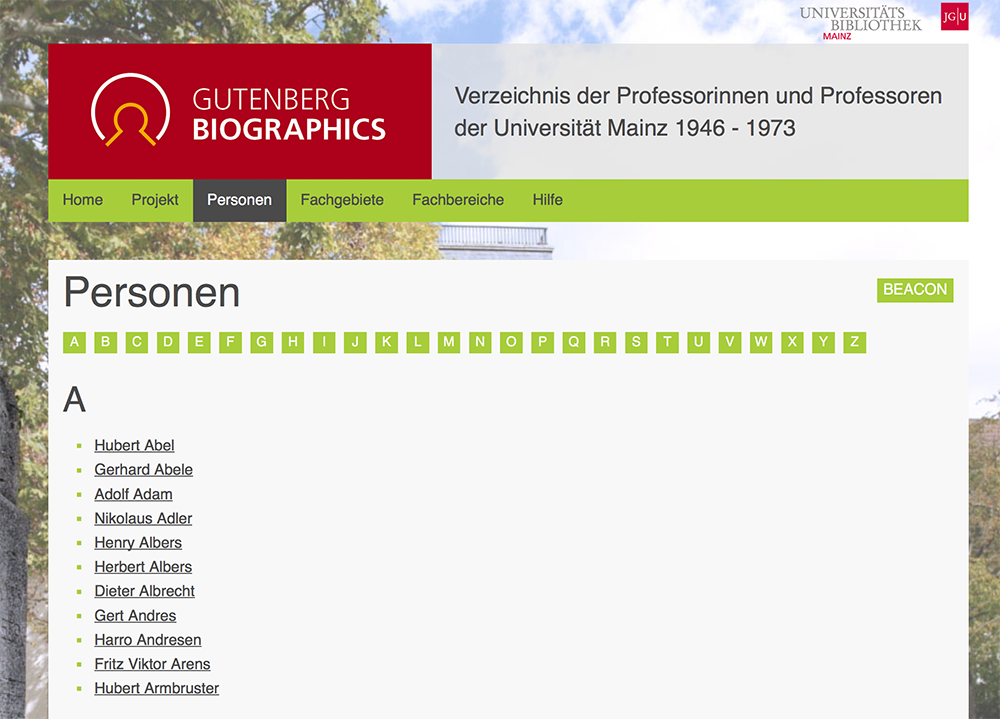 UNIVERSITÄTS
BIBLIOTHEK
MAINZ
JG|U
GUTENBERG
BIOGRAPHICS
Verzeichnis der Professorinnen und Professoren
der Universität Mainz 1946 - 1973
Home Projekt Personen Fachgebiete Fachbereiche Hilfe
Personen
BEACON
A B C D E F G H I J K L M N O P Q R S T U V W X Y Z
A
Hubert Abel
Gerhard Abele
Adolf Adam
Nikolaus Adler
Henry Albers
Herbert Albers
Dieter Albrecht
Gert Andres
Harro Andresen
Fritz Viktor Arens
Hubert Armbruster